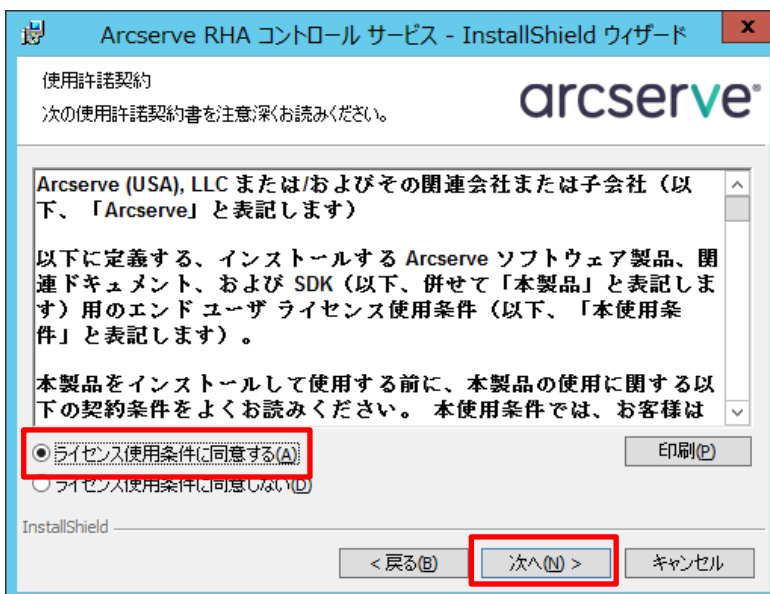 Arcserve RHA コントロール サービス - InstallShield ウィザード
x
使用許諾契約
次の使用許諾契約書を注意深くお読みください。
arcserve®
Arcserve (USA), LLC または/およびその関連会社または子会社（以
下、「Arcserve」と表記します）
以下に定義する、インストールする Arcserve ソフトウェア製品、関
連ドキュメント、および SDK（以下、併せて「本製品」と表記しま
す）用のエンド ユーザ ライセンス使用条件（以下、「本使用条
件」と表記します）。
本製品をインストールして使用する前に、本製品の使用に関する以
下の契約条件をよくお読みください。 本使用条件では、お客様は
ライセンス使用条件に同意する(A)
印刷(P)
ライセンス使用条件に同意しない(D)
InstallShield
< 戻る(B) 次へ(N) > キャンセル